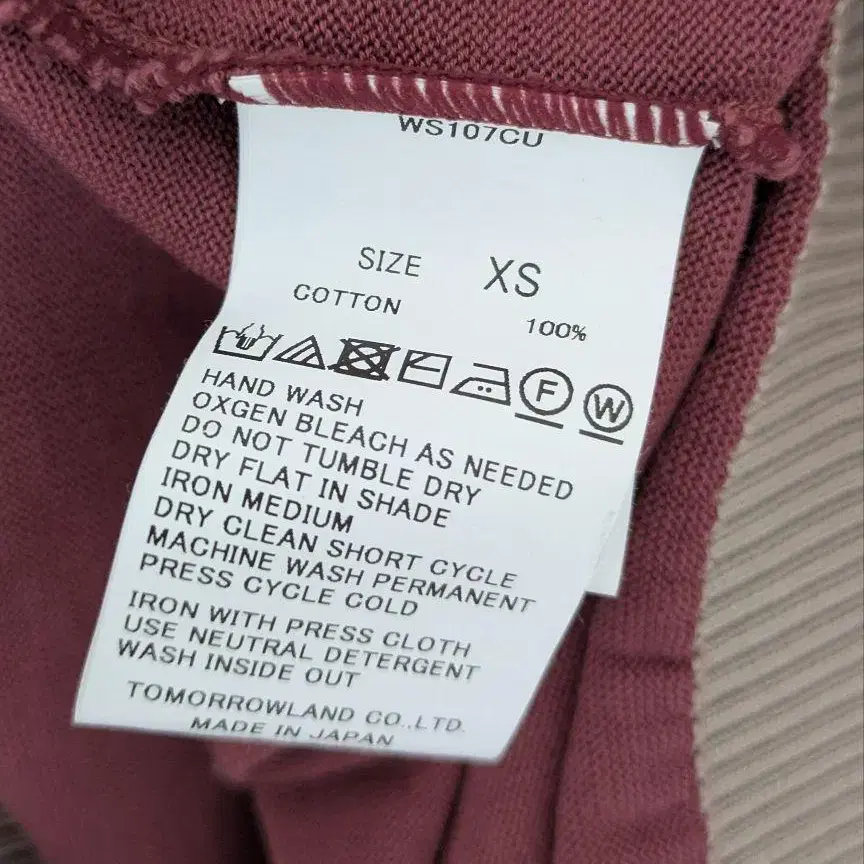 WS107CU
SIZE XS
COTTON 100%
F W
HAND WASH
OXGEN BLEACH AS NEEDED
DO NOT TUMBLE DRY
DRY FLAT IN SHADE
IRON MEDIUM
DRY CLEAN SHORT CYCLE
MACHINE WASH PERMANENT
PRESS CYCLE COLD
IRON WITH PRESS CLOTH
USE NEUTRAL DETERGENT
WASH INSIDE OUT
TOMORROWLAND CO.,LTD.
MADE IN JAPAN